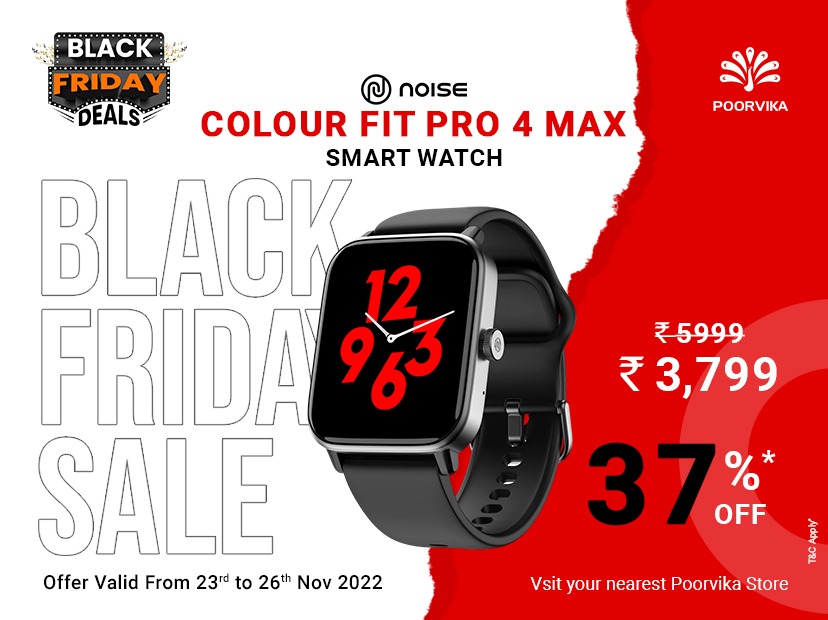 BLACK
FRIDAY
DEALS
noise
COLOUR FIT PRO 4 MAX
SMART WATCH
POORVIKA
BLACK
FRIDAY
SALE
12
9 3
6
₹ 5999
₹ 3,799
37%*
OFF
T&C Apply*
Offer Valid From 23rd to 26th Nov 2022
Vsit your nearest Poorvika Store